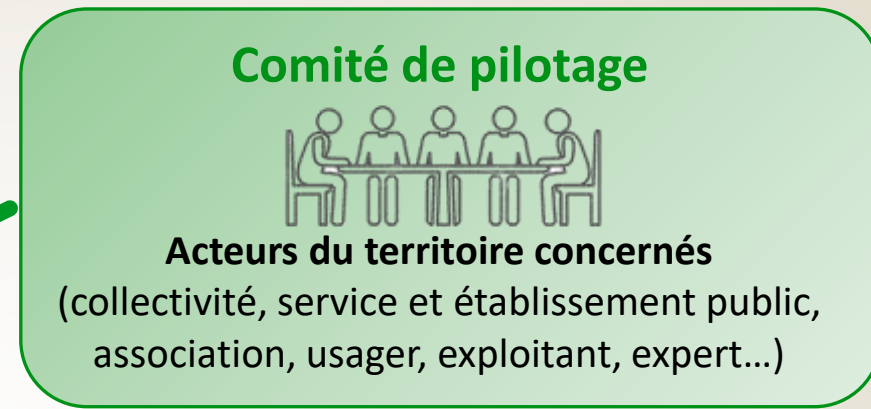 Comité de pilotage
Acteurs du territoire concernés
(collectivité, service et établissement public,
association, usager, exploitant, expert…)